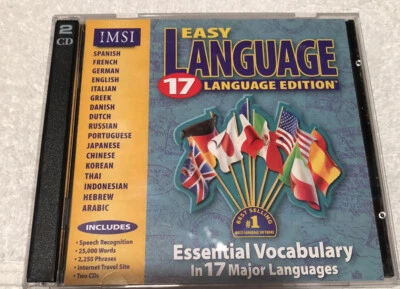 2
CD
IMSI
SPANISH
FRENCH
GERMAN
ENGLISH
ITALIAN
GREEK
DANISH
DUTCH
RUSSIAN
PORTUGUESE
JAPANESE
CHINESE
KOREAN
THAI
INDONESIAN
HEBREW
ARABIC
INCLUDES
• Speech Recognition
• 25,000 Words
• 2,250 Phrases
• Internet Travel Site
• Two CDs
EASY
LANGUAGE
17 LANGUAGE EDITION
BEST SELLING
#1
Essential Vocabulary
In 17 Major Languages